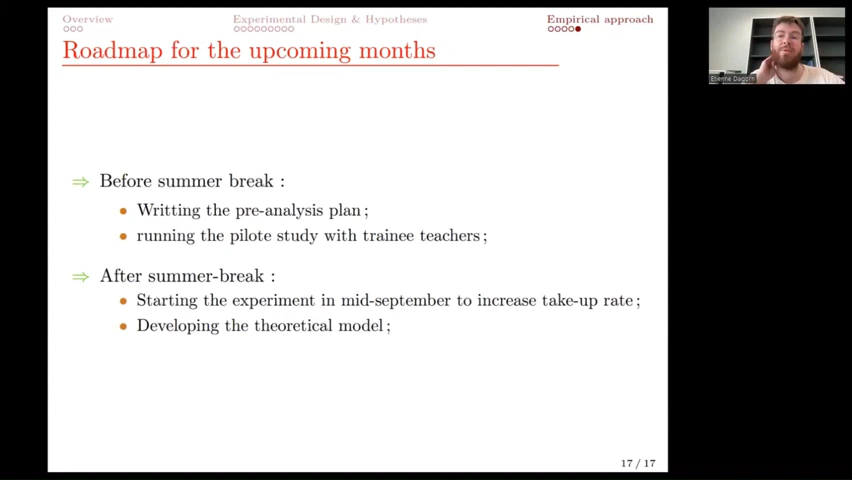 Overview
Experimental Design & Hypotheses
Empirical approach
Roadmap for the upcoming months
⇒ Before summer break :
• Writting the pre-analysis plan ;
• running the pilote study with trainee teachers ;
⇒ After summer-break :
• Starting the experiment in mid-september to increase take-up rate ;
• Developing the theoretical model ;
17 / 17
Etienne Dagorn